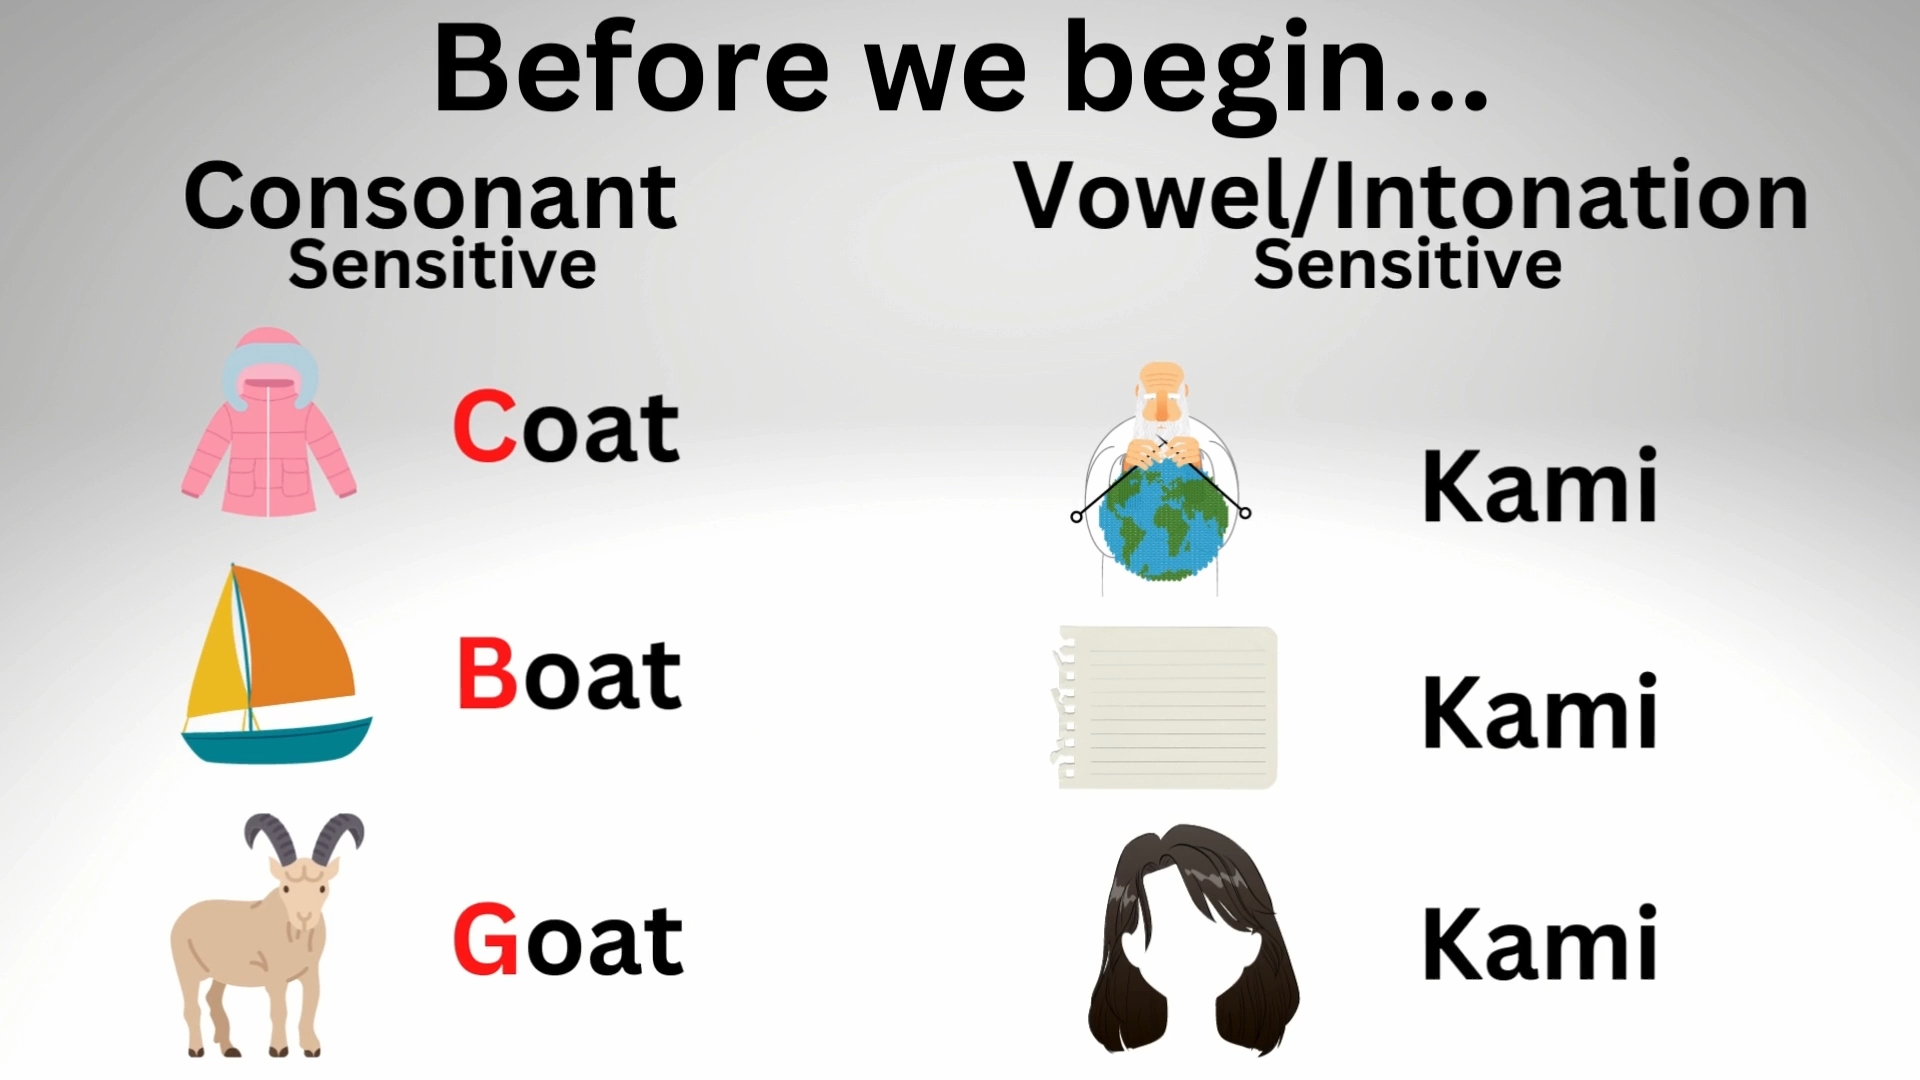 Before we begin...
Consonant
Sensitive
Coat
Boat
Goat
Vowel/Intonation
Sensitive
Kami
Kami
Kami